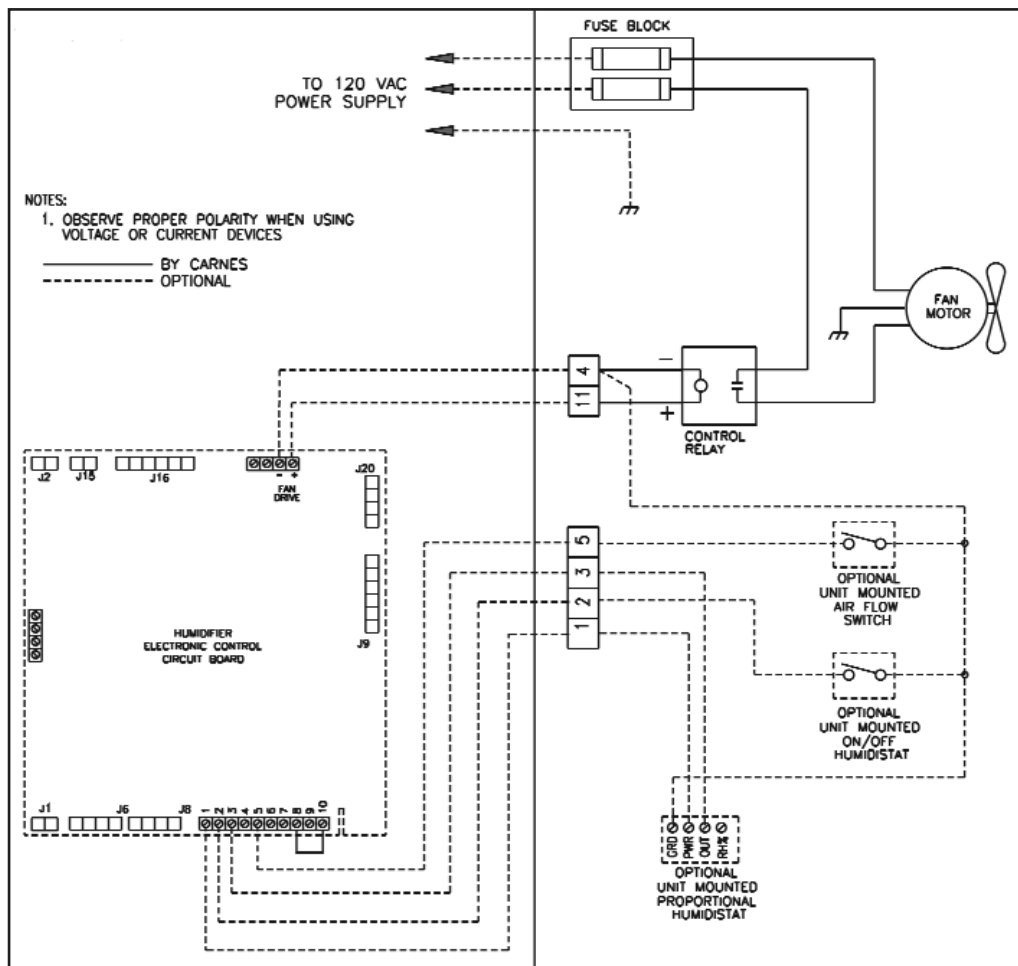 FUSE BLOCK
TO 120 VAC
POWER SUPPLY
NOTES:
1. OBSERVE PROPER POLARITY WHEN USING
VOLTAGE OR CURRENT DEVICES
BY CARNES
OPTIONAL
FAN
MOTOR
4
11
−
+
CONTROL
RELAY
J2
J15
J16
- +
FAN
DRIVE
J20
J9
HUMIDIFIER
ELECTRONIC CONTROL
CIRCUIT BOARD
5
3
2
1
OPTIONAL
UNIT MOUNTED
AIR FLOW
SWITCH
OPTIONAL
UNIT MOUNTED
ON/OFF
HUMIDISTAT
J1
J6
J8
1 2 3 4 5 6 7 8 9 10
GRD PWR OUT RH%
OPTIONAL
UNIT MOUNTED
PROPORTIONAL
HUMIDISTAT